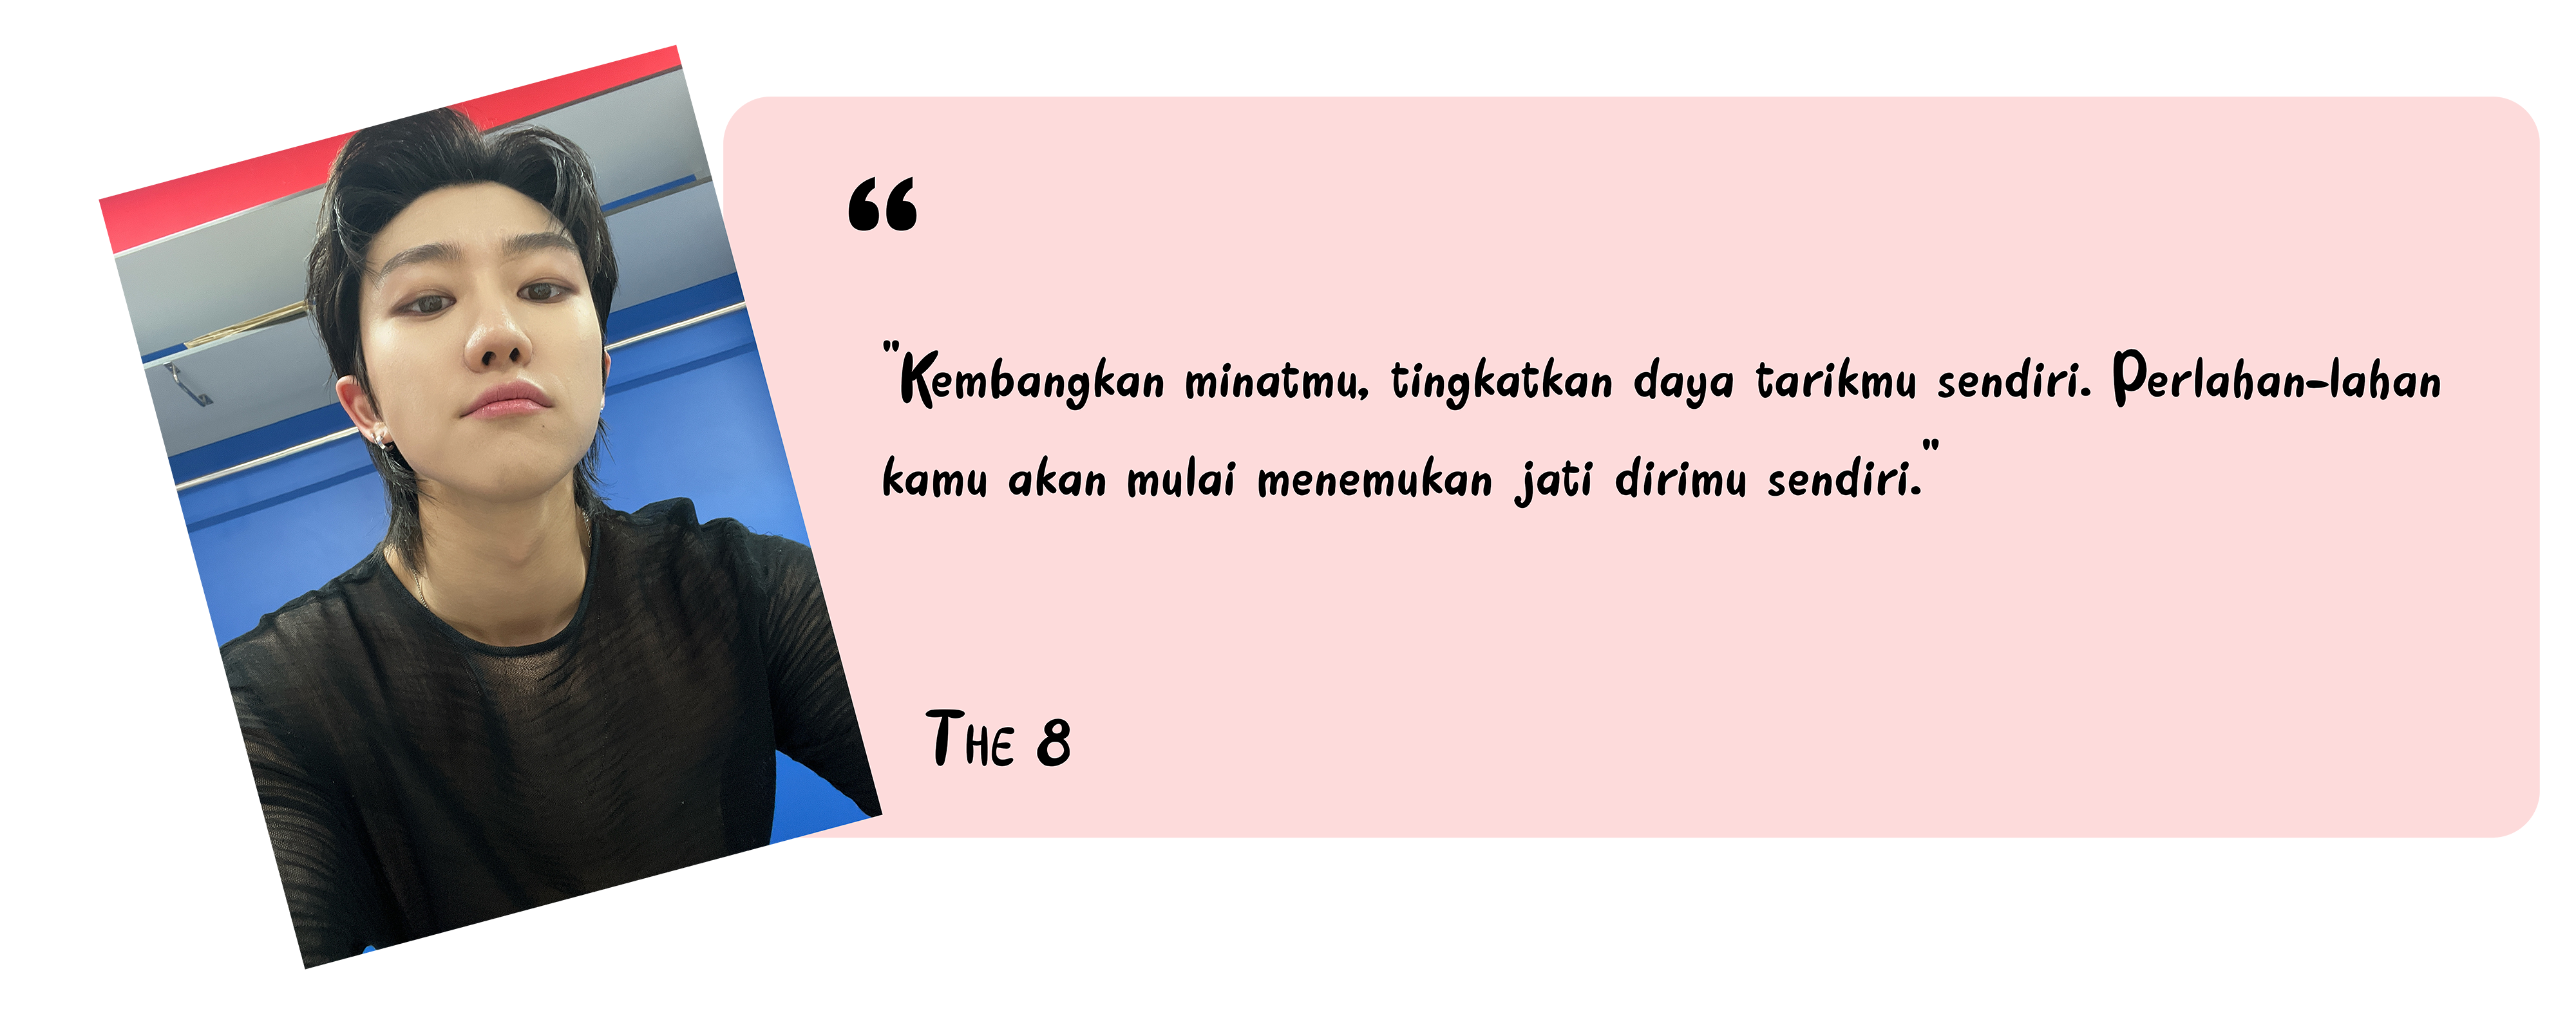 “
"Kembangkan minatmu, tingkatkan daya tarikmu sendiri. Perlahan-lahan
kamu akan mulai menemukan jati dirimu sendiri."
The 8